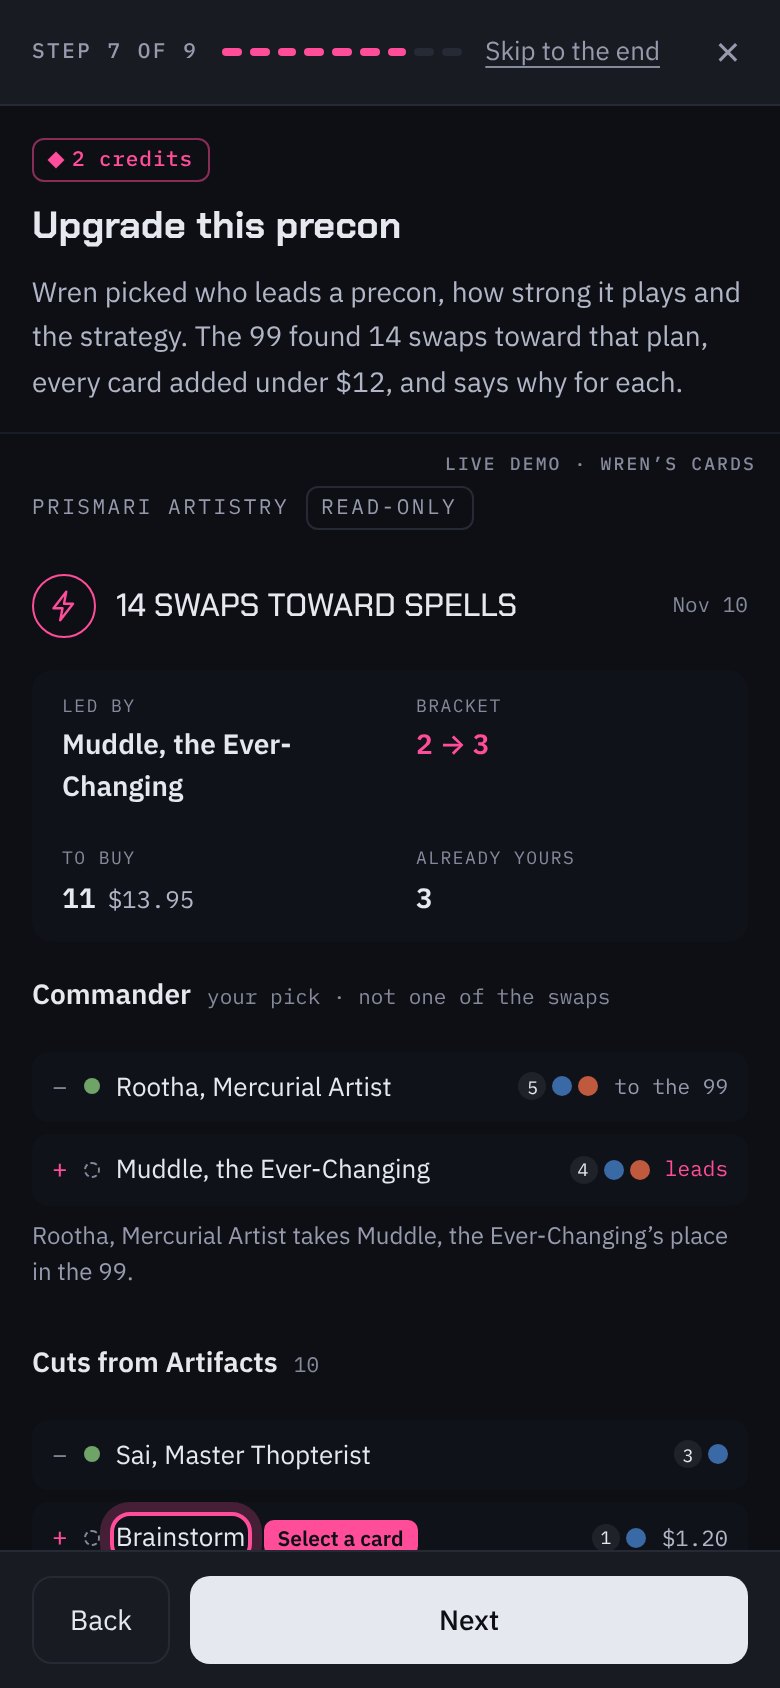 STEP 7 OF 9
Skip to the end
2 credits
Upgrade this precon
Wren picked who leads a precon, how strong it plays and
the strategy. The 99 found 14 swaps toward that plan,
every card added under $12, and says why for each.
LIVE DEMO · WREN’S CARDS
PRISMARI ARTISTRY READ-ONLY
14 SWAPS TOWARD SPELLS Nov 10
LED BY BRACKET
Muddle, the Ever- 2 → 3
Changing
TO BUY ALREADY YOURS
11 $13.95 3
Commander your pick · not one of the swaps
– Rootha, Mercurial Artist 5 to the 99
+ Muddle, the Ever-Changing 4 leads
Rootha, Mercurial Artist takes Muddle, the Ever-Changing’s place
in the 99.
Cuts from Artifacts 10
– Sai, Master Thopterist 3
+ Brainstorm Select a card 1 $1.20
Back Next